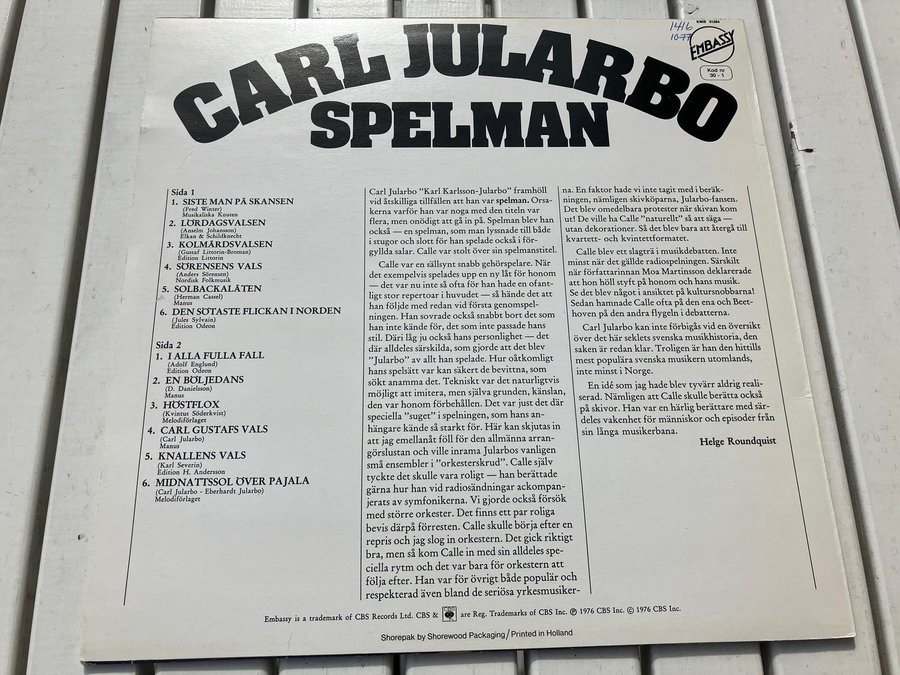 1416
10-77
EMB 31384
EMBASSY
Kod nr
30 - 1
CARL JULARBO
SPELMAN
Sida 1
1. SISTE MAN PÅ SKANSEN
(Fred Winter)
Musikaliska Knuten
2. LÖRDAGSVALSEN
(Anselm Johansson)
Elkan & Schildknecht
3. KOLMÅRDSVALSEN
(Gustaf Littorin-Broman)
Edition Littorin
4. SÖRENSENS VALS
(Anders Sörensen)
Nordisk Folkmusik
5. SOLBACKALÅTEN
(Herman Cassel)
Manus
6. DEN SÖTASTE FLICKAN I NORDEN
(Jules Sylvain)
Edition Odeon
Sida 2
1. I ALLA FULLA FALL
(Adolf Englund)
Edition Odeon
2. EN BÖLJEDANS
(D. Danielsson)
Manus
3. HÖSTFLOX
(Kvintus Söderkvist)
Melodiförlaget
4. CARL GUSTAFS VALS
(Carl Jularbo)
Manus
5. KNALLENS VALS
(Karl Severin)
Edition H. Andersson
6. MIDNATTSSOL ÖVER PAJALA
(Carl Jularbo - Eberhardt Jularbo)
Melodiförlaget
Carl Jularbo "Karl Karlsson-Jularbo" framhöll
vid åtskilliga tillfällen att han var spelman. Orsa-
kerna varför han var noga med den titeln var
flera, men onödigt att gå in på. Spelman blev han
också — en spelman, som man lyssnade till både
i stugor och slott för han spelade också i för-
gyllda salar. Calle var stolt över sin spelmanstitel.
Calle var en sällsynt snabb gehörspelare. När
det exempelvis spelades upp en ny låt för honom
— det var nu inte så ofta för han hade en ofant-
ligt stor repertoar i huvudet — så hände det att
han följde med redan vid första genomspel-
ningen. Han sovrade också snabbt bort det som
han inte kände för, det som inte passade hans
stil. Däri låg ju också hans personlighet — det
där alldeles särskilda, som gjorde att det blev
"Jularbo" av allt han spelade. Hur oåtkomligt
hans spelsätt var kan säkert de bevittna, som
sökt anamma det. Tekniskt var det naturligtvis
möjligt att imitera, men själva grunden, känslan,
den var honom förbehållen. Det var just det där
speciella "suget" i spelningen, som hans an-
hängare kände så starkt för. Här kan skjutas in
att jag emellanåt föll för den allmänna arran-
görslustan och ville inrama Jularbos vanligen
små ensembler i "orkesterskrud". Calle själv
tyckte det skulle vara roligt — han berättade
gärna hur han vid radiosändningar ackompan-
jerats av symfonikerna. Vi gjorde också försök
med större orkester. Det finns ett par roliga
bevis därpå förresten. Calle skulle börja efter en
repris och jag slog in orkestern. Det gick riktigt
bra, men så kom Calle in med sin alldeles spe-
ciella rytm och det var bara för orkestern att
följa efter. Han var för övrigt både populär och
respekterad även bland de seriösa yrkesmusiker-
na. En faktor hade vi inte tagit med i beräk-
ningen, nämligen skivköparna, Jularbo-fansen.
Det blev omedelbara protester när skivan kom
ut! De ville ha Calle "naturellt" så att säga —
utan dekorationer. Så det blev bara att återgå till
kvartett- och kvintettformatet.
Calle blev ett slagträ i musikdebatten. Inte
minst när det gällde radiospelningen. Särskilt
när författarinnan Moa Martinsson deklarerade
att hon höll styft på honom och hans musik.
Se det blev något i ansiktet på kultursnobbarna!
Sedan hamnade Calle ofta på den ena och Beet-
hoven på den andra flygeln i debatterna.
Carl Jularbo kan inte förbigås vid en översikt
över det här seklets svenska musikhistoria, den
saken är redan klar. Troligen är han den hittills
mest populära svenska musikern utomlands,
inte minst i Norge.
En idé som jag hade blev tyvärr aldrig reali-
serad. Nämligen att Calle skulle berätta också
på skivor. Han var en härlig berättare med sär-
deles vakenhet för människor och episoder från
sin långa musikerbana.
Helge Roundquist
Embassy is a trademark of CBS Records Ltd. CBS & are Reg. Trademarks of CBS Inc. Ⓟ 1976 CBS Inc. © 1976 CBS Inc.
Shorepak by Shorewood Packaging/Printed in Holland